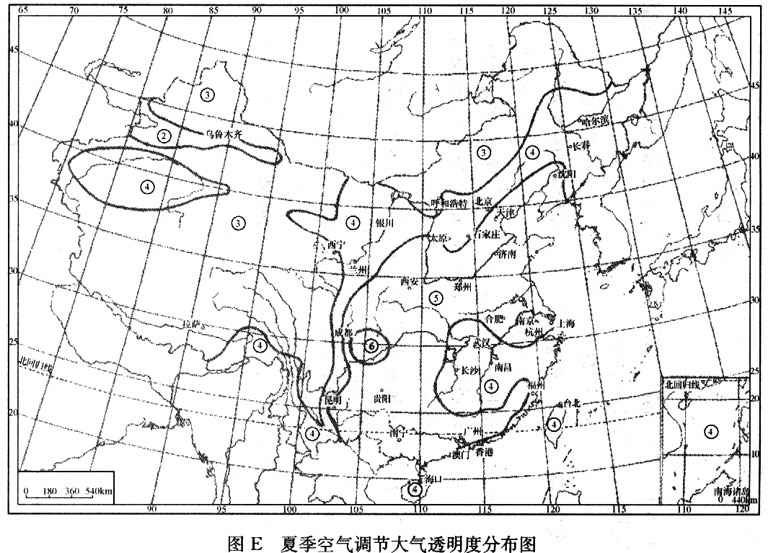 65 70 75 80 85 90 95 100 105 110 115 120 125 130 135 140 145
45
40
35
30
25
20
45
40
35
30
25
20
③
②
乌鲁木齐
④
③
③
④
哈尔滨
长春
沈阳
呼和浩特
北京
天津
④
银川
太原
石家庄
西宁
济南
兰州
西安
郑州
⑤
拉萨
④
成都
⑥
合肥
南京
上海
杭州
武汉
长沙
南昌
④
福州
北回归线
昆明
贵阳
台北
④
④
南宁
广州
澳门
香港
海口
④
北回归线
20
④
10
南海诸岛
0 440km
0 180 360 540km
90 95 100 105 110 115 110 120
图 E 夏季空气调节大气透明度分布图